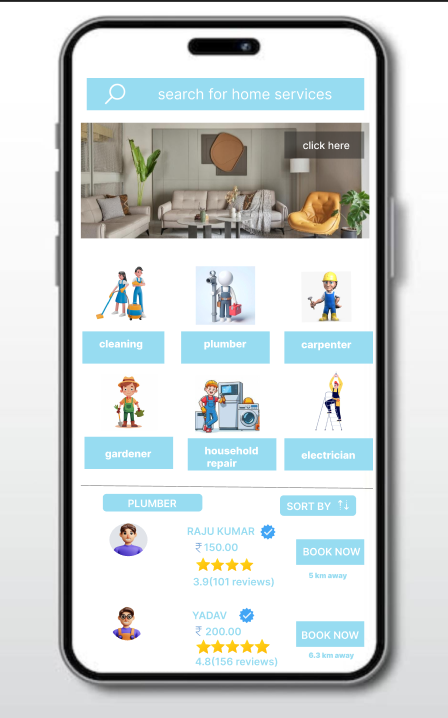 search for home services
click here
cleaning
plumber
carpenter
gardener
household
repair
electrician
PLUMBER
SORT BY ↑↓
RAJU KUMAR
₹ 150.00
BOOK NOW
3.9(101 reviews)
5 km away
YADAV
₹ 200.00
BOOK NOW
4.8(156 reviews)
6.3 km away